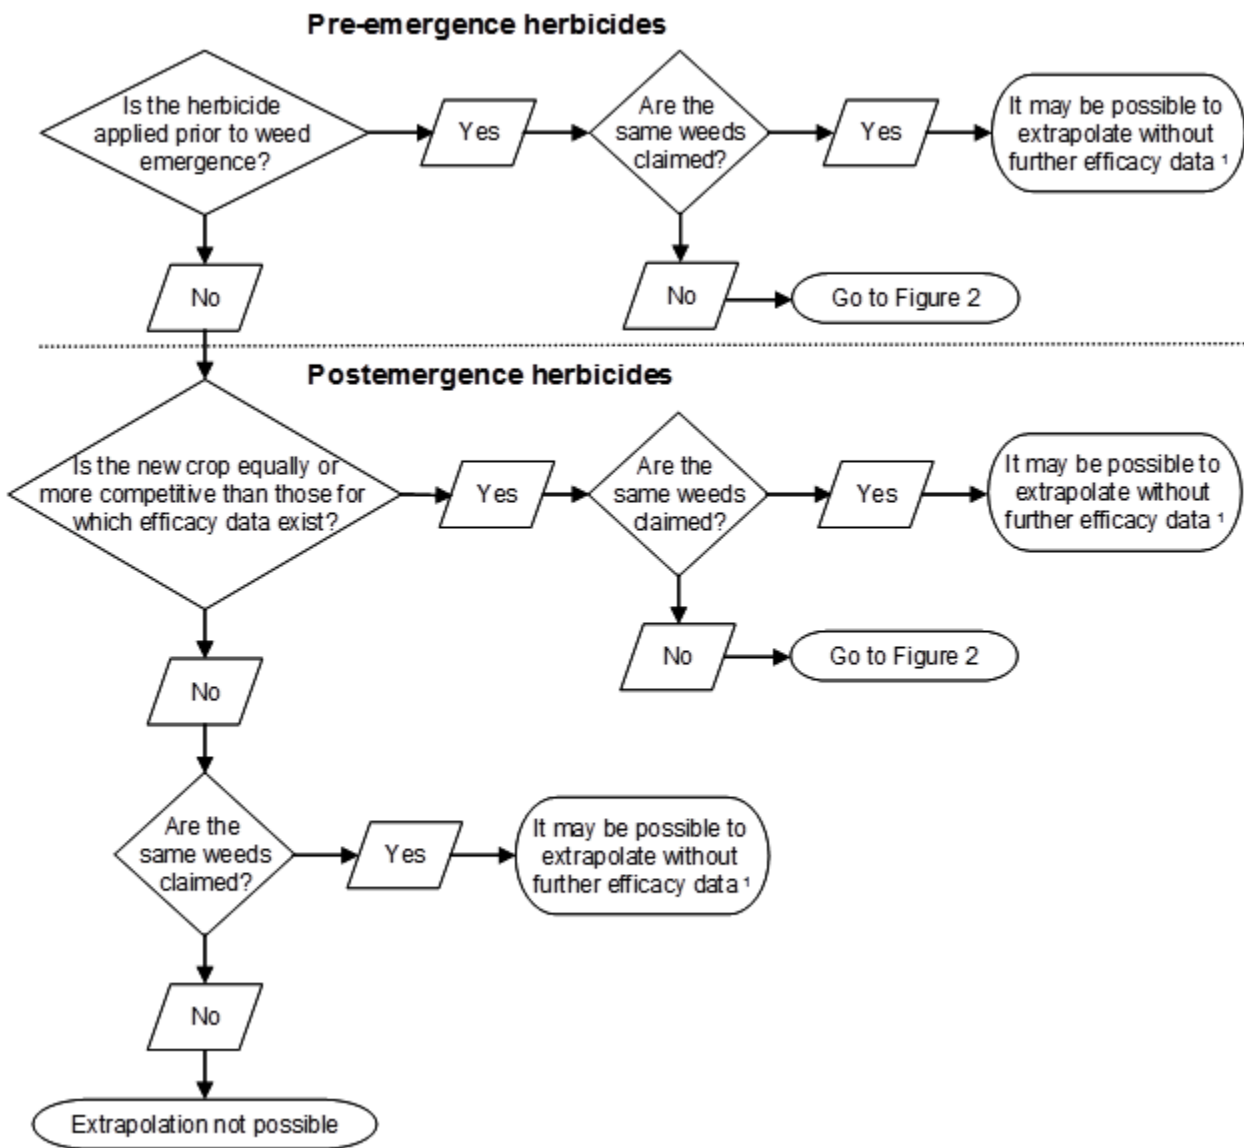 Pre-emergence herbicides
Is the herbicide
applied prior to weed
emergence?
Yes
Are the
same weeds
claimed?
Yes
It may be possible to
extrapolate without
further efficacy data ¹
No
No
Go to Figure 2
Postemergence herbicides
Is the new crop equally or
more competitive than those for
which efficacy data exist?
Yes
Are the
same weeds
claimed?
Yes
It may be possible to
extrapolate without
further efficacy data ¹
No
Go to Figure 2
No
Are the
same weeds
claimed?
Yes
It may be possible to
extrapolate without
further efficacy data ¹
No
Extrapolation not possible